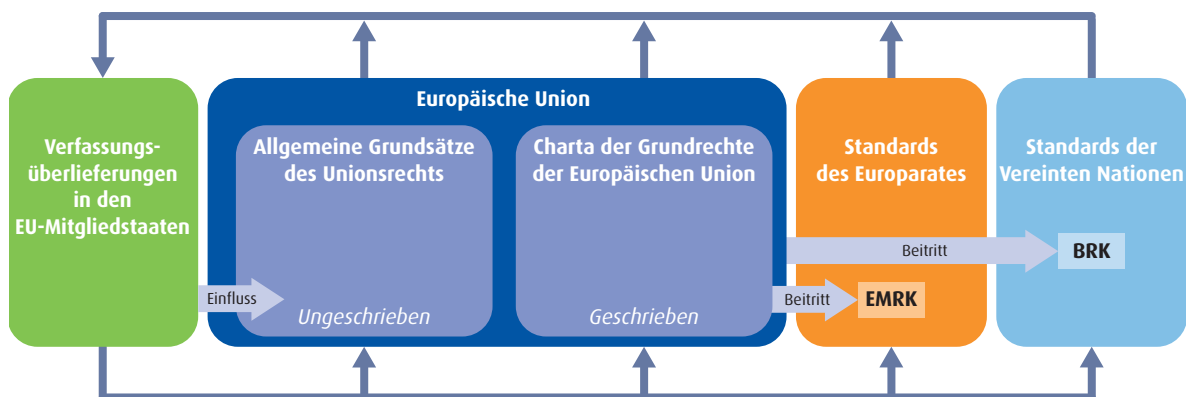 Europäische Union
Verfassungs-
überlieferungen
in den
EU-Mitgliedstaaten
Allgemeine Grundsätze
des Unionsrechts
Charta der Grundrechte
der Europäischen Union
Standards
des Europarates
Standards der
Vereinten Nationen
Beitritt
BRK
Einfluss
Beitritt
EMRK
Ungeschrieben
Geschrieben